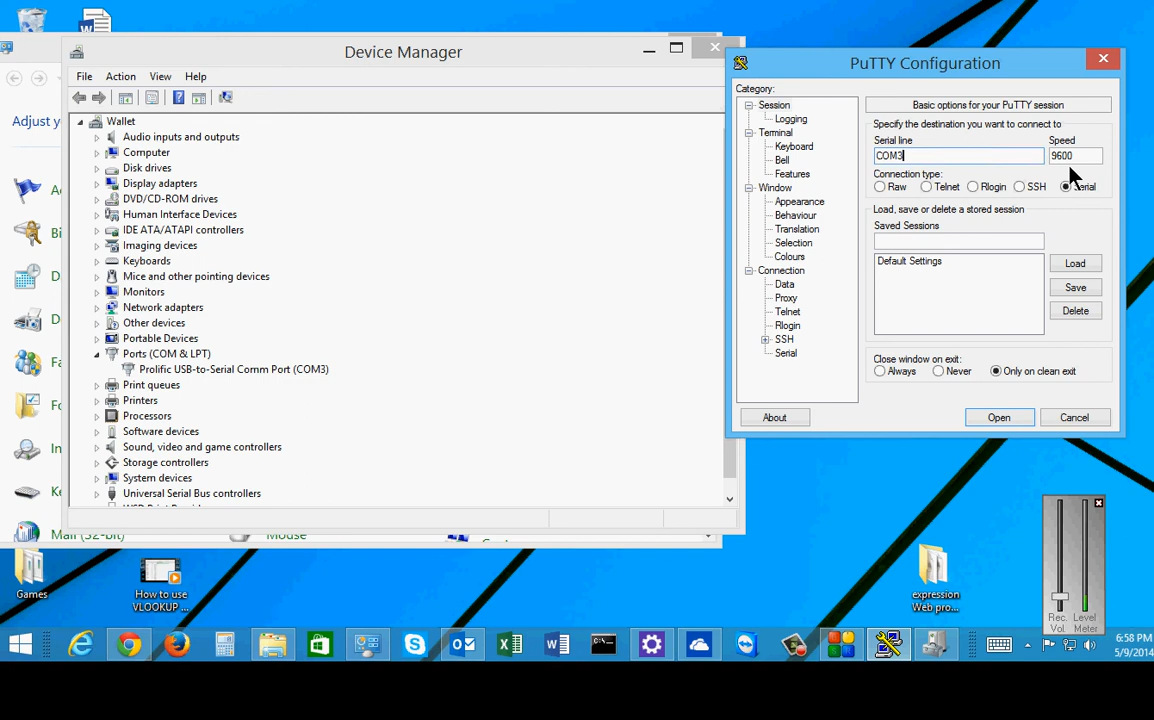 Device Manager
File Action View Help
Adjust y
Wallet
Audio inputs and outputs
Computer
Disk drives
Display adapters
DVD/CD-ROM drives
Human Interface Devices
IDE ATA/ATAPI controllers
Imaging devices
Keyboards
Mice and other pointing devices
Monitors
Network adapters
Other devices
Portable Devices
Ports (COM & LPT)
Prolific USB-to-Serial Comm Port (COM3)
Print queues
Printers
Processors
Software devices
Sound, video and game controllers
Storage controllers
System devices
Universal Serial Bus controllers
Mail (32-bit)
Mouse
PuTTY Configuration
Category:
Session
Logging
Terminal
Keyboard
Bell
Features
Window
Appearance
Behaviour
Translation
Selection
Colours
Connection
Data
Proxy
Telnet
Rlogin
SSH
Serial
Basic options for your PuTTY session
Specify the destination you want to connect to
Serial line Speed
COM3 9600
Connection type:
Raw Telnet Rlogin SSH Serial
Load, save or delete a stored session
Saved Sessions
Default Settings
Load
Save
Delete
Close window on exit:
Always Never Only on clean exit
About Open Cancel
Games
How to use
VLOOKUP ...
expression
Web pro...
Rec. Level
Vol Meter
6:58 PM
5/9/2014